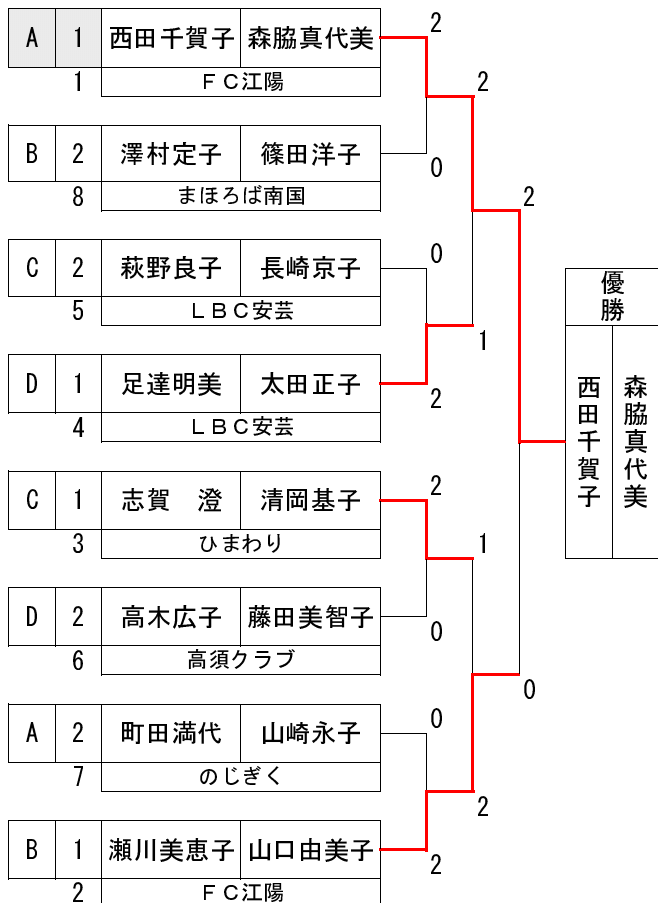 A 1 西田千賀子 森脇真代美 2
1 ＦＣ江陽 2
B 2 澤村定子 篠田洋子 0
8 まほろば南国 2
C 2 萩野良子 長崎京子 0
5 ＬＢＣ安芸 1
D 1 足達明美 太田正子 2
4 ＬＢＣ安芸
C 1 志賀　澄 清岡基子 2
3 ひまわり 1
D 2 高木広子 藤田美智子 0
6 高須クラブ 0
A 2 町田満代 山崎永子 0
7 のじぎく 2
B 1 瀬川美恵子 山口由美子 2
2 ＦＣ江陽
優勝
西田千賀子
森脇真代美